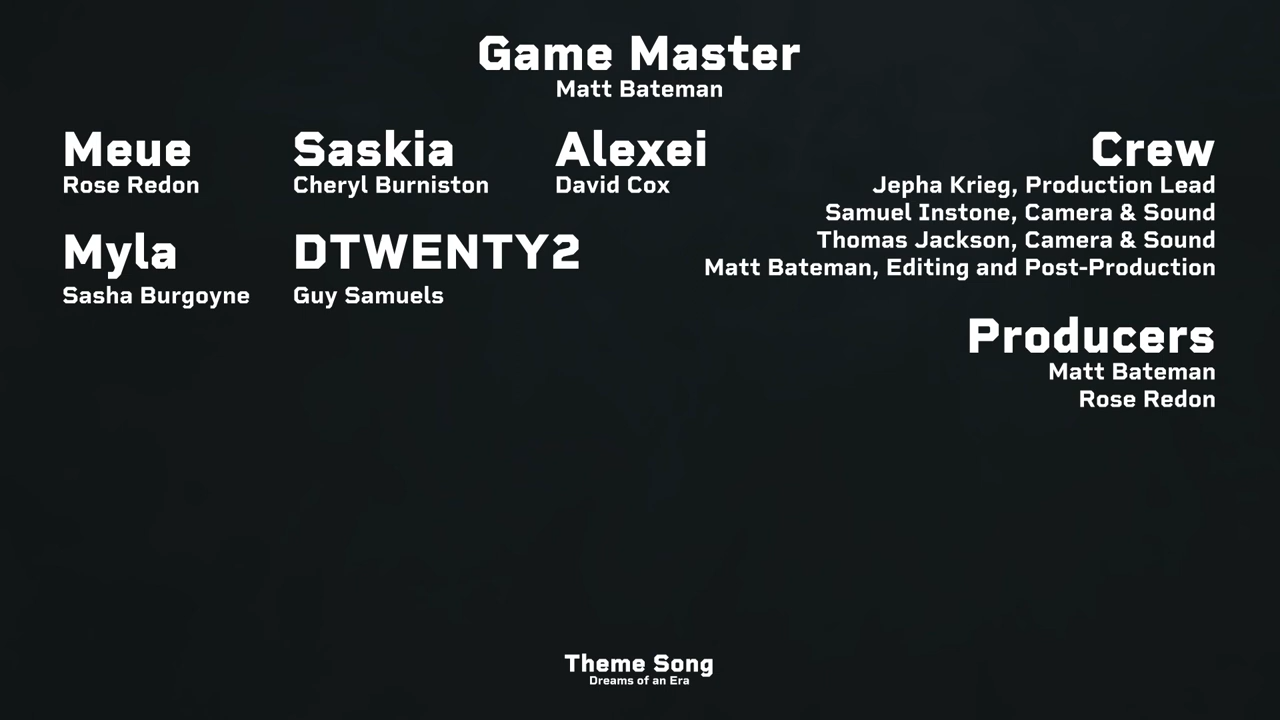 Game Master
Matt Bateman
Meue
Rose Redon
Saskia
Cheryl Burniston
Alexei
David Cox
Myla
Sasha Burgoyne
DTWENTY2
Guy Samuels
Crew
Jepha Krieg, Production Lead
Samuel Instone, Camera & Sound
Thomas Jackson, Camera & Sound
Matt Bateman, Editing and Post-Production
Producers
Matt Bateman
Rose Redon
Theme Song
Dreams of an Era